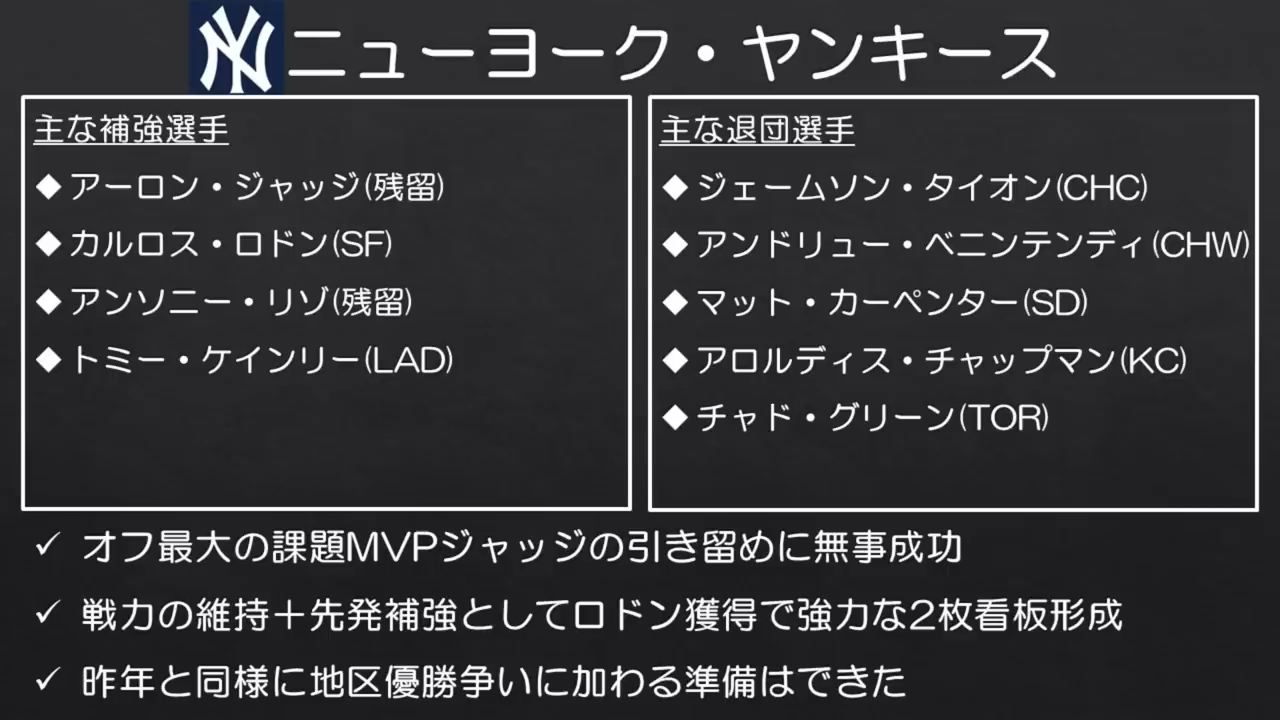 NY ニューヨーク・ヤンキース
主な補強選手
◆ アーロン・ジャッジ(残留)
◆ カルロス・ロドン(SF)
◆ アンソニー・リゾ(残留)
◆ トミー・ケインリー(LAD)
主な退団選手
◆ ジェームソン・タイオン(CHC)
◆ アンドリュー・ベニンテンディ(CHW)
◆ マット・カーペンター(SD)
◆ アロルディス・チャップマン(KC)
◆ チャド・グリーン(TOR)
✓ オフ最大の課題MVPジャッジの引き留めに無事成功
✓ 戦力の維持＋先発補強としてロドン獲得で強力な2枚看板形成
✓ 昨年と同様に地区優勝争いに加わる準備はできた